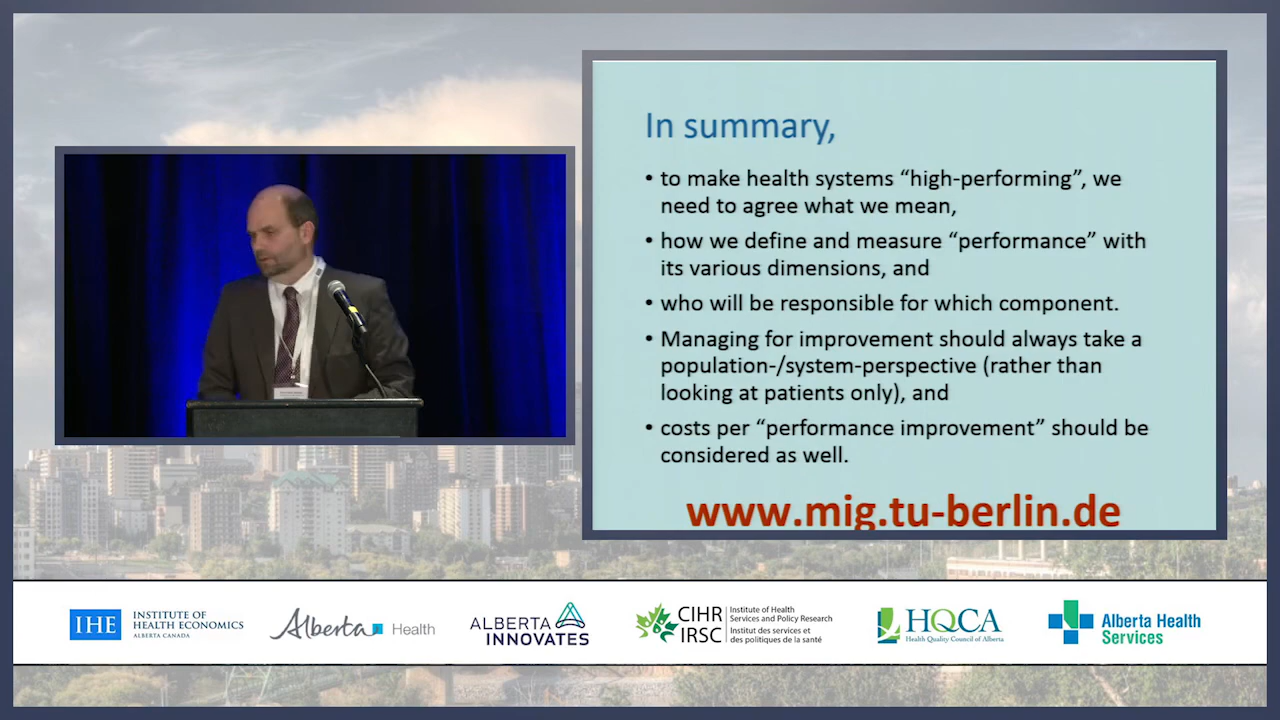 In summary,
• to make health systems “high-performing”, we
need to agree what we mean,
• how we define and measure “performance” with
its various dimensions, and
• who will be responsible for which component.
• Managing for improvement should always take a
population-/system-perspective (rather than
looking at patients only), and
• costs per “performance improvement” should be
considered as well.
www.mig.tu-berlin.de
IHE
INSTITUTE OF
HEALTH ECONOMICS
ALBERTA CANADA
Alberta Health
ALBERTA
INNOVATES
CIHR
IRSC
Institute of Health
Services and Policy Research
Institut des services et
des politiques de la santé
HQCA
Health Quality Council of Alberta
Alberta Health
Services